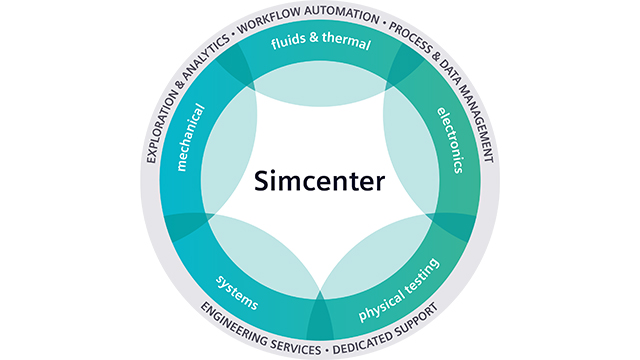 EXPLORATION & ANALYTICS • WORKFLOW AUTOMATION • PROCESS & DATA MANAGEMENT
fluids & thermal
mechanical
electronics
Simcenter
systems
physical testing
ENGINEERING SERVICES • DEDICATED SUPPORT